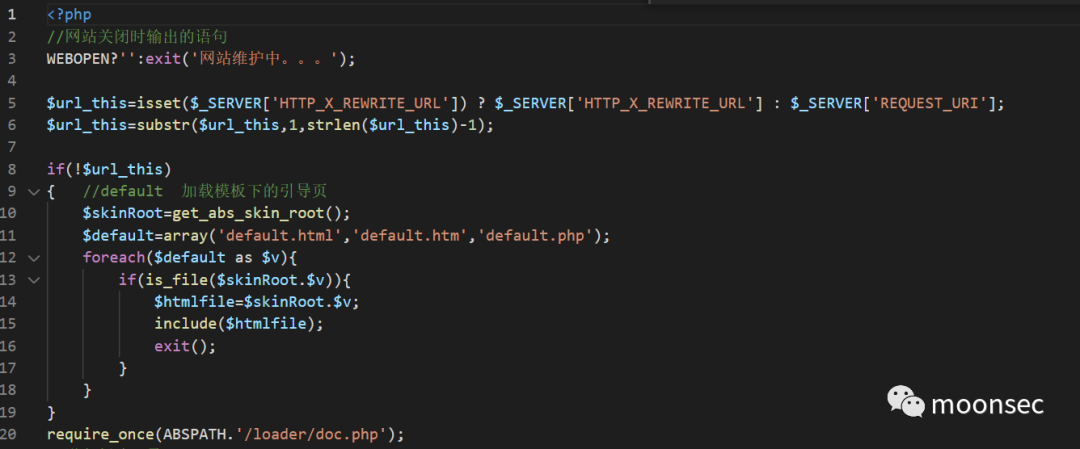 1 <?php
2 //网站关闭时输出的语句
3 WEBOPEN?'':exit('网站维护中。。。');
4
5 $url_this=isset($_SERVER['HTTP_X_REWRITE_URL']) ? $_SERVER['HTTP_X_REWRITE_URL'] : $_SERVER['REQUEST_URI'];
6 $url_this=substr($url_this,1,strlen($url_this)-1);
7
8 if(!$url_this)
9 { //default 加载模板下的引导页
10 $skinRoot=get_abs_skin_root();
11 $default=array('default.html','default.htm','default.php');
12 foreach($default as $v){
13 if(is_file($skinRoot.$v)){
14 $htmlfile=$skinRoot.$v;
15 include($htmlfile);
16 exit();
17 }
18 }
19 }
20 require_once(ABSPATH.'/loader/doc.php');
moonsec